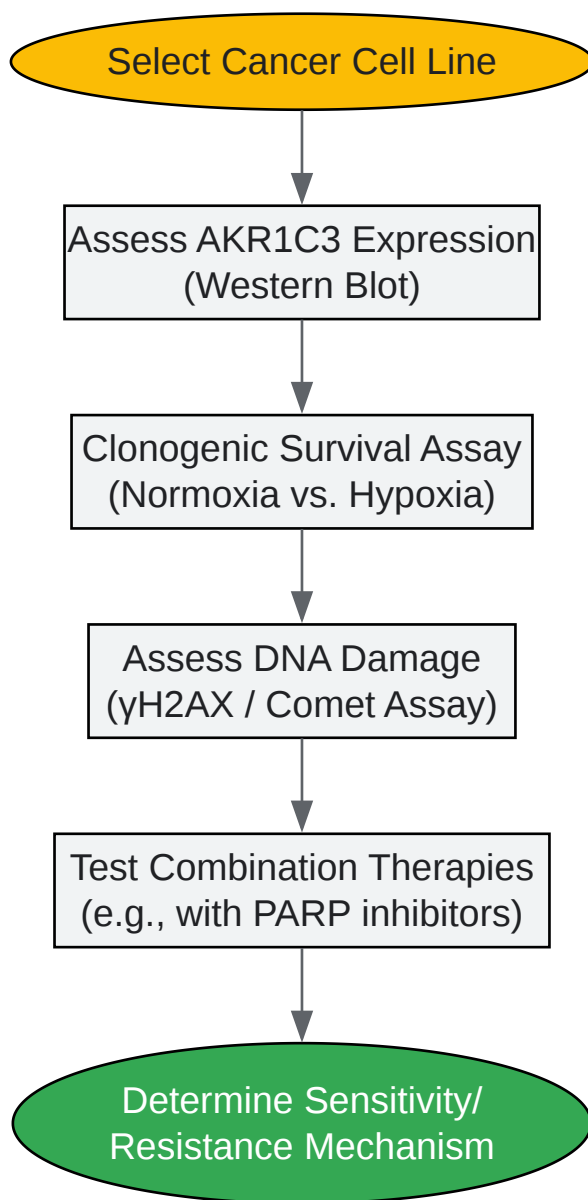 Select Cancer Cell Line
Assess AKR1C3 Expression
(Western Blot)
Clonogenic Survival Assay
(Normoxia vs. Hypoxia)
Assess DNA Damage
(γH2AX / Comet Assay)
Test Combination Therapies
(e.g., with PARP inhibitors)
Determine Sensitivity/
Resistance Mechanism